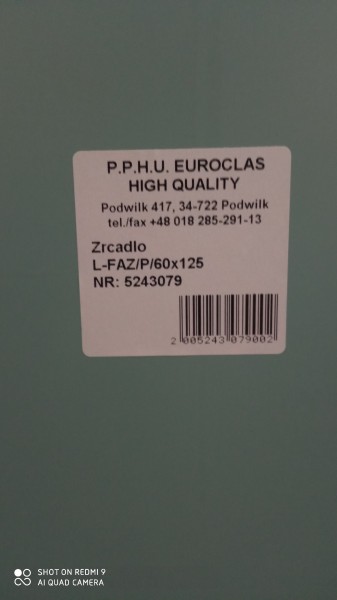 P.P.H.U. EUROCLAS
HIGH QUALITY
Podwilk 417, 34-722 Podwilk
tel./fax +48 018 285-291-13
Zrcadlo
L-FAZ/P/60x125
NR: 5243079
2 005243 079002
SHOT ON REDMI 9
AI QUAD CAMERA